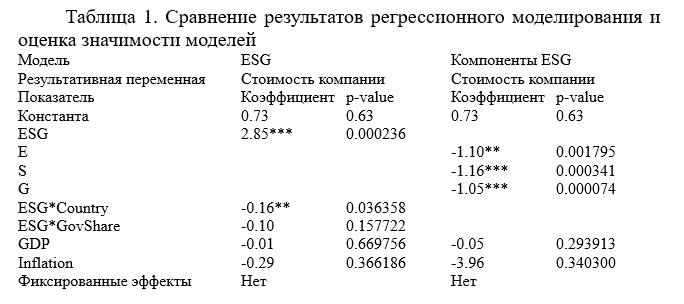 Таблица 1. Сравнение результатов регрессионного моделирования и
оценка значимости моделей
Модель ESG Компоненты ESG
Результативная переменная Стоимость компании Стоимость компании
Показатель Коэффициент p-value Коэффициент p-value
Константа 0.73 0.63 0.73 0.63
ESG 2.85*** 0.000236
E -1.10** 0.001795
S -1.16*** 0.000341
G -1.05*** 0.000074
ESG*Country -0.16** 0.036358
ESG*GovShare -0.10 0.157722
GDP -0.01 0.669756 -0.05 0.293913
Inflation -0.29 0.366186 -3.96 0.340300
Фиксированные эффекты Нет Нет